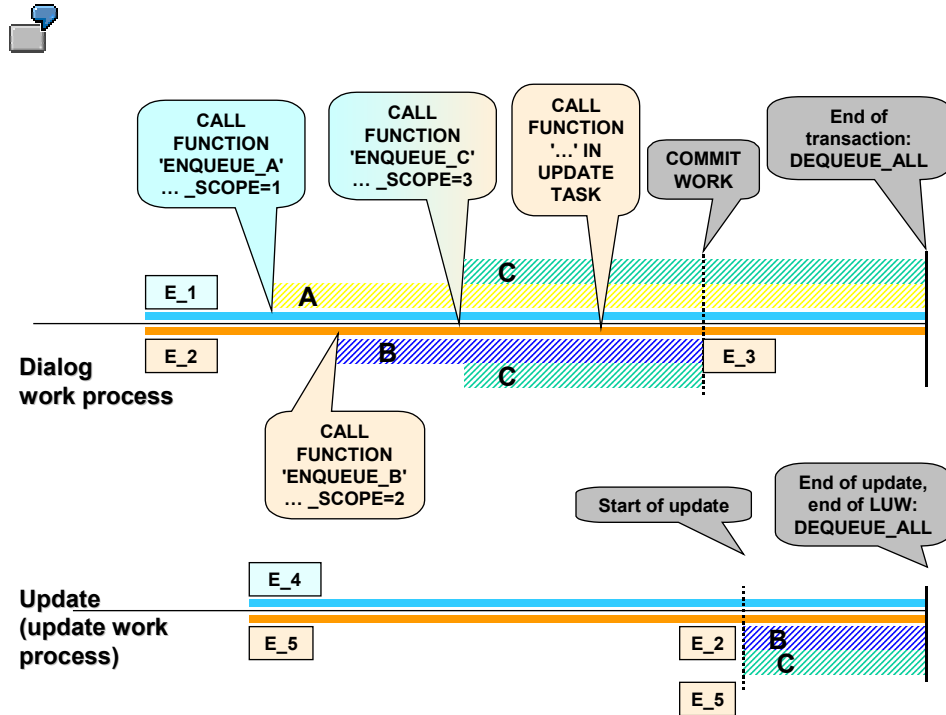 CALL
FUNCTION
'ENQUEUE_A'
… _SCOPE=1
CALL
FUNCTION
'ENQUEUE_C'
… _SCOPE=3
CALL
FUNCTION
'…' IN
UPDATE
TASK
COMMIT
WORK
End of
transaction:
DEQUEUE_ALL
C
E_1
A
E_2
B
E_3
C
Dialog
work process
CALL
FUNCTION
'ENQUEUE_B'
… _SCOPE=2
Start of update
End of update,
end of LUW:
DEQUEUE_ALL
E_4
Update
(update work
process)
E_5
E_2
B
C
E_5